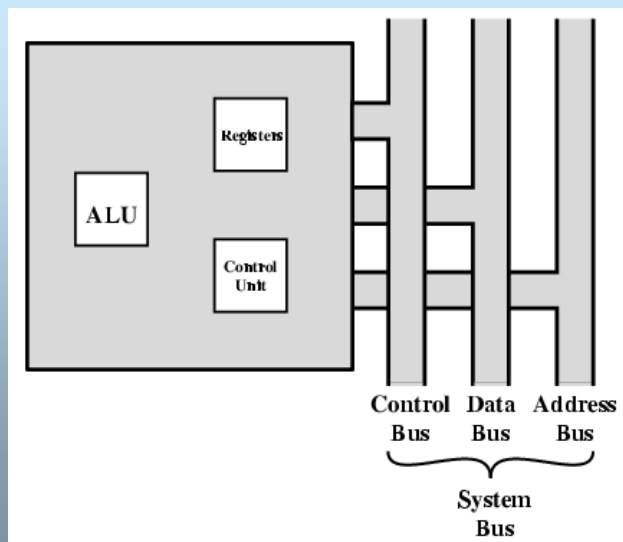 Registers
ALU
Control
Unit
Control Data Address
Bus Bus Bus
System
Bus